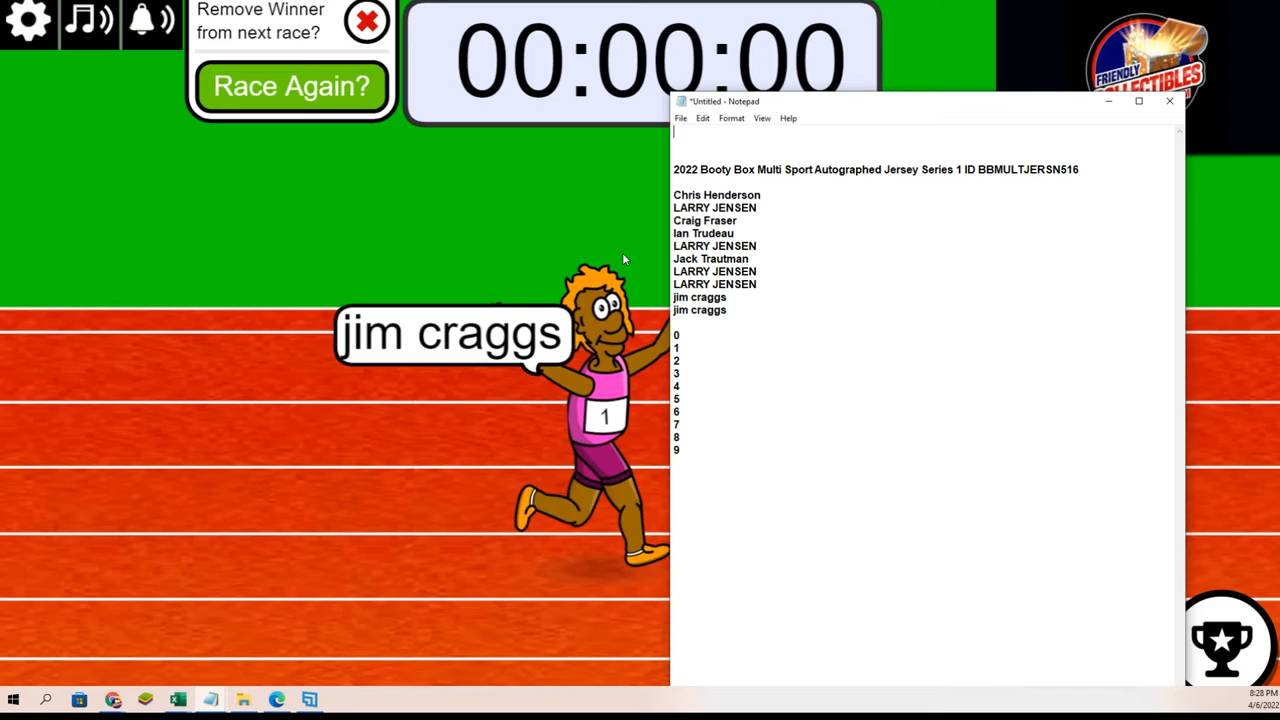 Remove Winner
from next race?
Race Again?
00:00:00
FRIENDLY
COLLECTIBLES
*Untitled - Notepad
File Edit Format View Help
2022 Booty Box Multi Sport Autographed Jersey Series 1 ID BBMULTJERSN516
Chris Henderson
LARRY JENSEN
Craig Fraser
Ian Trudeau
LARRY JENSEN
Jack Trautman
LARRY JENSEN
LARRY JENSEN
jim craggs
jim craggs
0
1
2
3
4
5
6
7
8
9
jim craggs
1
8:28 PM
4/6/2022